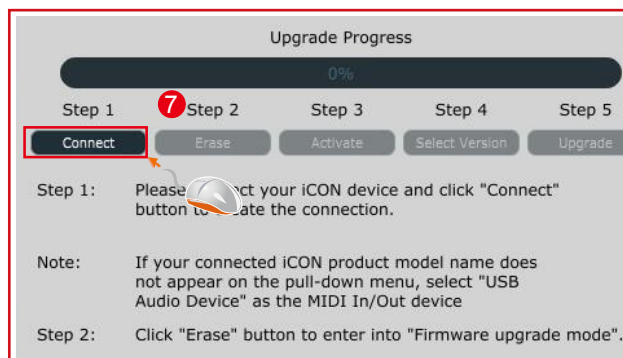 Upgrade Progress
0%
Step 1 Step 2 Step 3 Step 4 Step 5
7
Connect Erase Activate Select Version Upgrade
Step 1: Please your iCON device and click "Connect"
button to the connection.
Note: If your connected iCON product model name does
not appear on the pull-down menu, select "USB
Audio Device" as the MIDI In/Out device
Step 2: Click "Erase" button to enter into "Firmware upgrade mode".